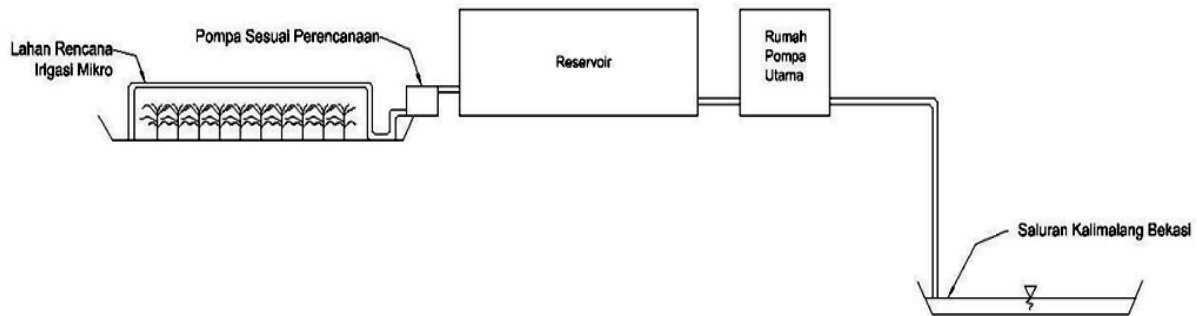 Lahan Rencana
Irigasi Mikro
Pompa Sesuai Perencanaan
Reservoir
Rumah
Pompa
Utama
Saluran Kalimalang Bekasi